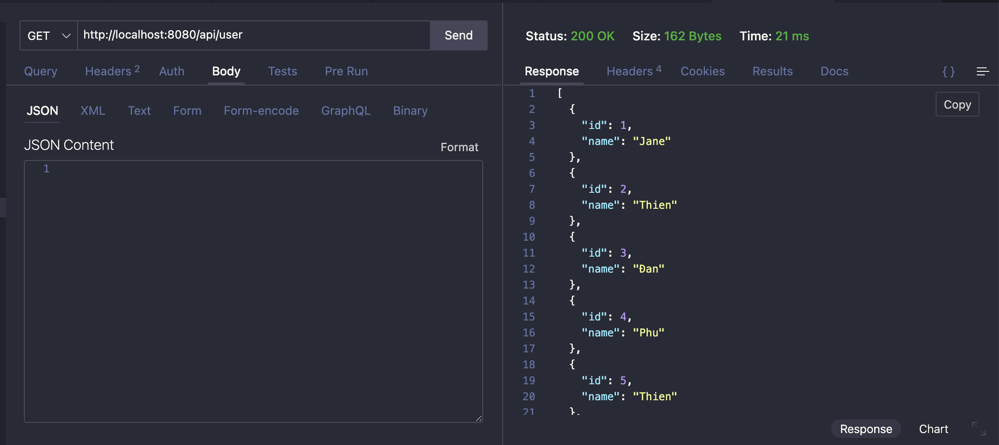 GET http://localhost:8080/api/user Send
Query Headers 2 Auth Body Tests Pre Run
JSON XML Text Form Form-encode GraphQL Binary
JSON Content
Format
1
Status: 200 OK Size: 162 Bytes Time: 21 ms
Response Headers 4 Cookies Results Docs { }
Copy
1 [
2 {
3 "id": 1,
4 "name": "Jane"
5 },
6 {
7 "id": 2,
8 "name": "Thien"
9 },
10 {
11 "id": 3,
12 "name": "Đan"
13 },
14 {
15 "id": 4,
16 "name": "Phu"
17 },
18 {
19 "id": 5,
20 "name": "Thien"
21 },
Response Chart